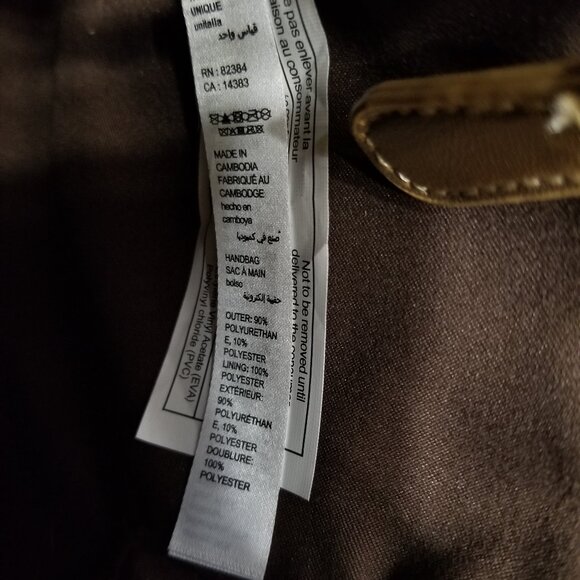 UNIQUE
unitalla
قياس واحد
RN : 82384
CA : 14383
MADE IN
CAMBODIA
FABRIQUÉ AU
CAMBODGE
hecho en
camboya
صنع في كمبوديا
HANDBAG
SAC À MAIN
bolso
حقيبة إلكترونية
OUTER: 90%
POLYURETHAN
E, 10%
POLYESTER
LINING: 100%
POLYESTER
EXTÉRIEUR:
90%
POLYURÉTHAN
E, 10%
POLYESTER
DOUBLURE:
100%
POLYESTER
e pas enlever avant la
aison au consommateur
Not to be removed until
delivered to the
Vinyl Acetate (EVA)
chloride (PVC)